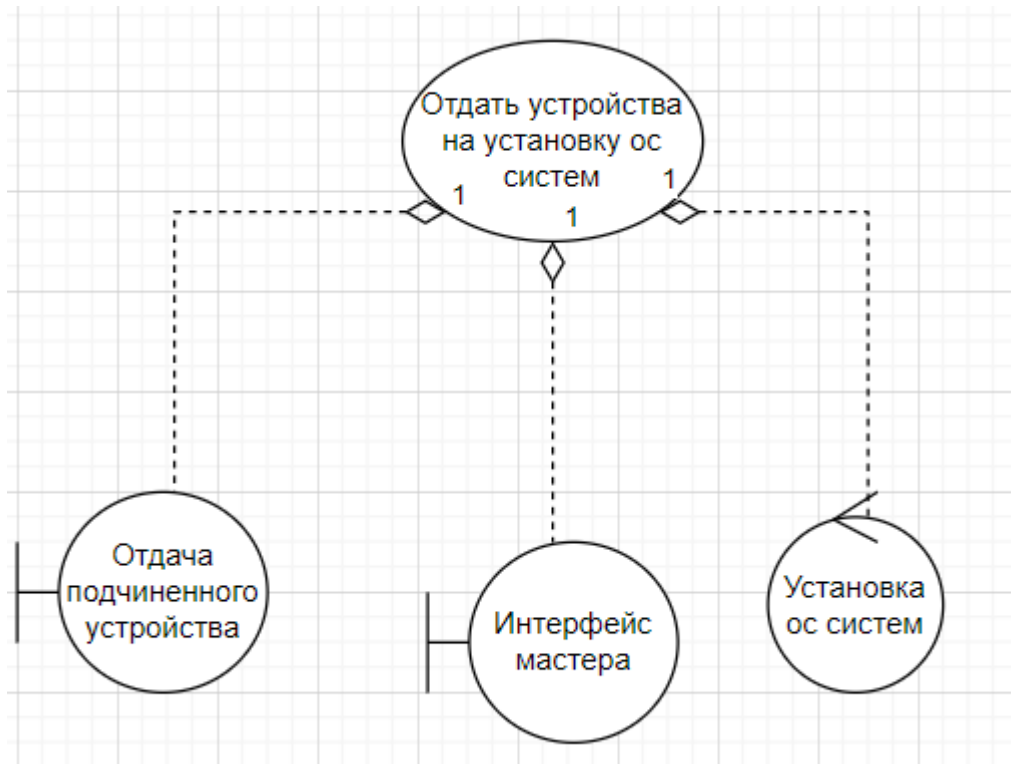 Отдать устройства
на установку ос
систем
1
1
1
Отдача
подчиненного
устройства
Интерфейс
мастера
Установка
ос систем